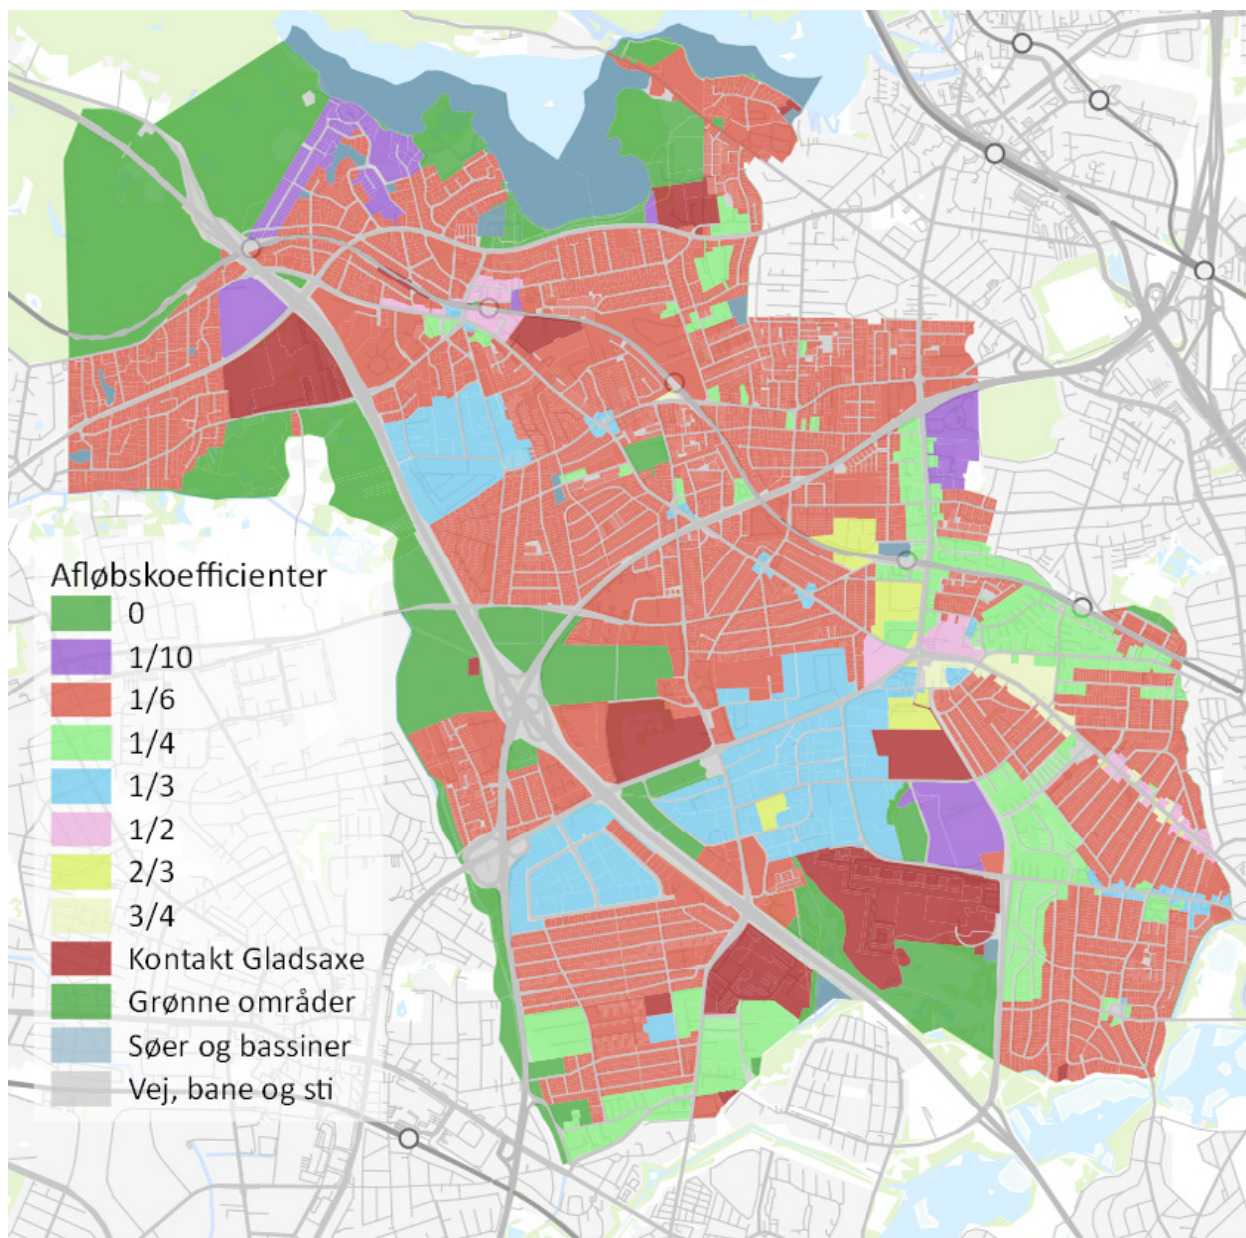 Afløbskoefficienter
0
1/10
1/6
1/4
1/3
1/2
2/3
3/4
Kontakt Gladsaxe
Grønne områder
Søer og bassiner
Vej, bane og sti